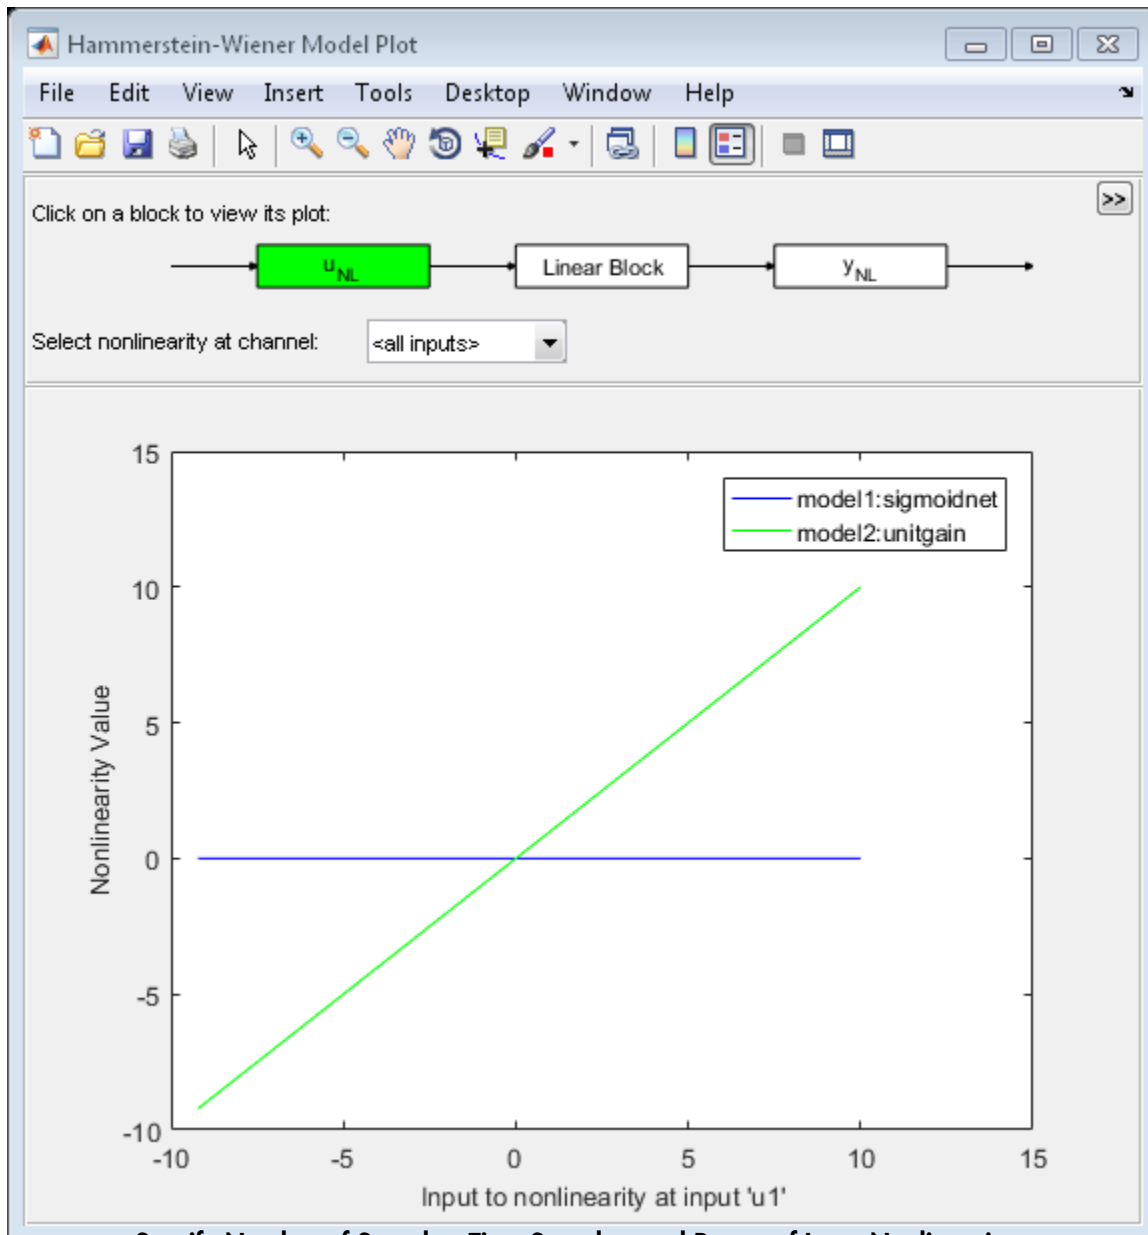 Hammerstein-Wiener Model Plot
File Edit View Insert Tools Desktop Window Help
Click on a block to view its plot:
>>
uNL Linear Block yNL
Select nonlinearity at channel: <all inputs>
model1:sigmoidnet
model2:unitgain
15
10
5
0
-5
-10
Nonlinearity Value
-10 -5 0 5 10 15
Input to nonlinearity at input 'u1'